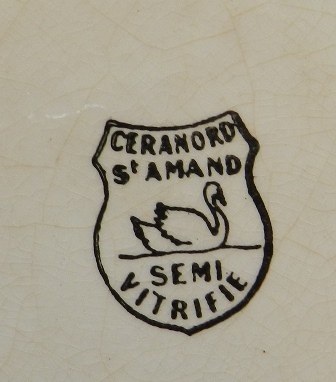 CERANORD
St AMAND
SEMI
VITRIFIE